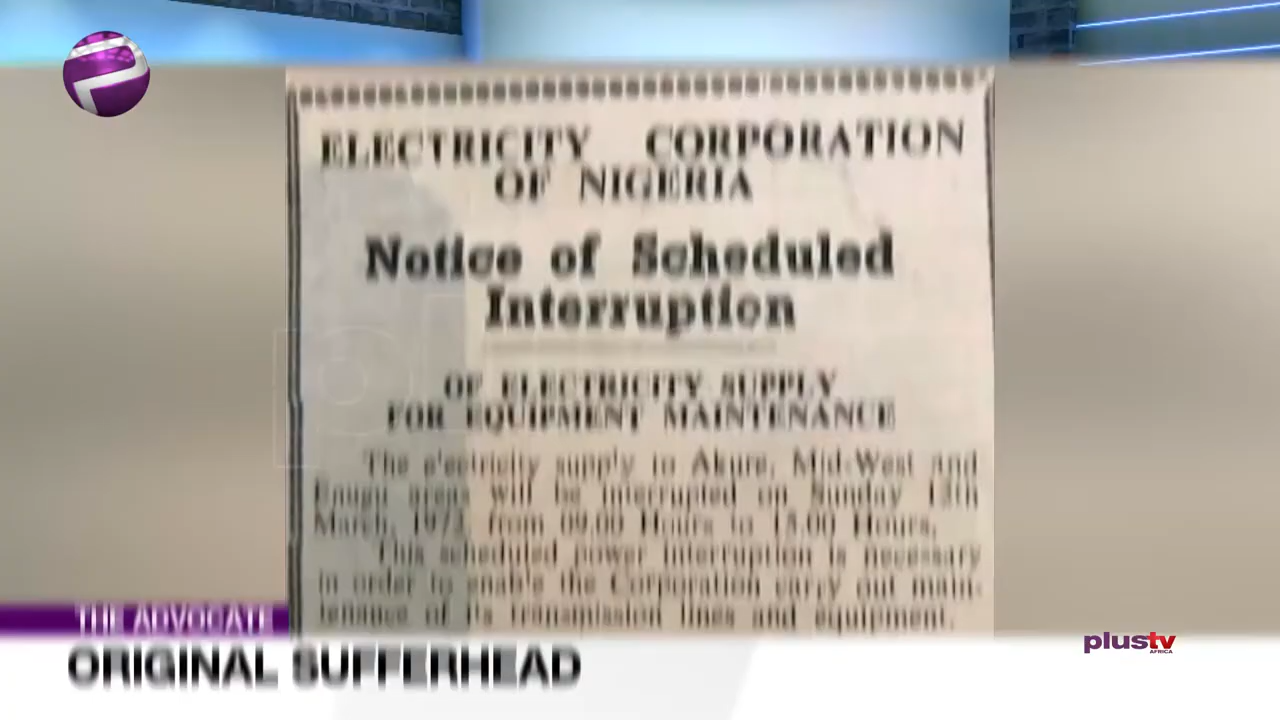 ELECTRICITY CORPORATION
OF NIGERIA
Notice of Scheduled
Interruption
OF ELECTRICITY SUPPLY
FOR EQUIPMENT MAINTENANCE
The electricity supply to Akure, Mid-West and
Enugu areas will be interrupted on Sunday
March, from 09.00 Hours to Hours.
This scheduled power interruption is necessary
in order to enable the Corporation carry out main-
tenance of its transmission lines and equipment.
THE ADVOCATE
ORIGINAL SUFFERHEAD
plustv
AFRICA